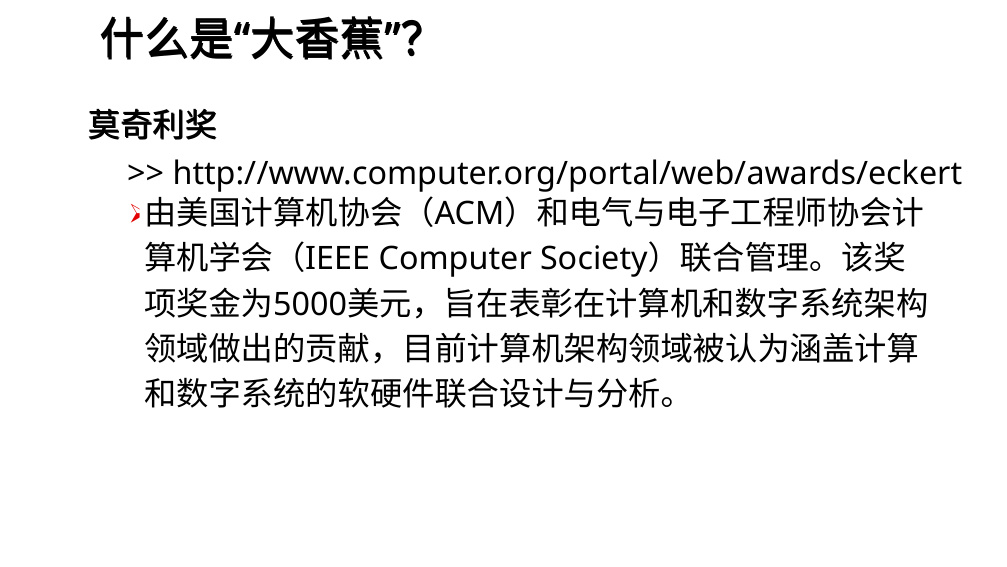 什么是“大香蕉”？
莫奇利奖
>> http://www.computer.org/portal/web/awards/eckert
由美国计算机协会（ACM）和电气与电子工程师协会计
算机学会（IEEE Computer Society）联合管理。该奖
项奖金为5000美元，旨在表彰在计算机和数字系统架构
领域做出的贡献，目前计算机架构领域被认为涵盖计算
和数字系统的软硬件联合设计与分析。